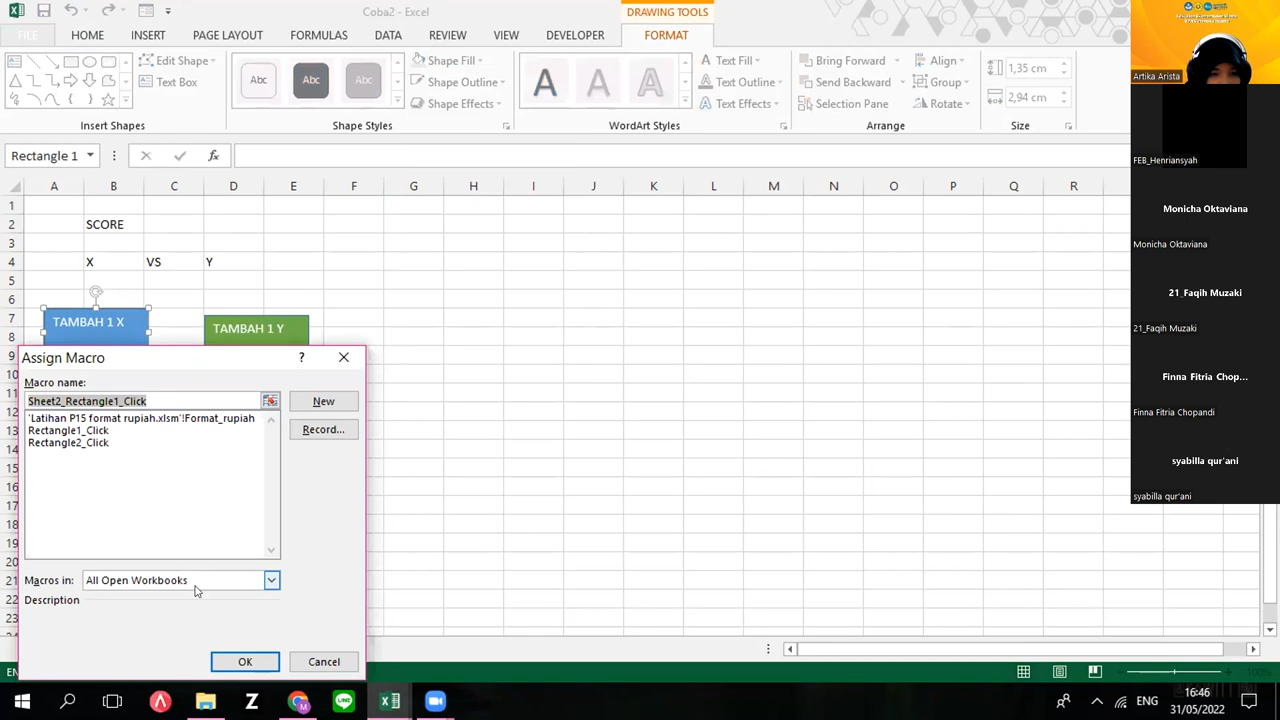 Coba2 - Excel
DRAWING TOOLS
FILE HOME INSERT PAGE LAYOUT FORMULAS DATA REVIEW VIEW DEVELOPER FORMAT
Edit Shape
Text Box
Insert Shapes
Abc Abc Abc
Shape Fill
Shape Outline
Shape Effects
Shape Styles
A A A
Text Fill
Text Outline
Text Effects
WordArt Styles
Bring Forward
Send Backward
Selection Pane
Align
Group
Rotate
Arrange
1,35 cm
2,94 cm
Size
Rectangle 1
fx
A B C D E F G H I J K L M N O P Q R
1
2 SCORE
3
4 X VS Y
5
6
7 TAMBAH 1 X TAMBAH 1 Y
8
9
10
11
12
13
14
15
16
17
18
19
20
21
22
23
Assign Macro
?
Macro name:
Sheet2_Rectangle1_Click
New
'Latihan P15 format rupiah.xlsm'!Format_rupiah
Rectangle1_Click
Rectangle2_Click
Record...
Macros in: All Open Workbooks
Description
OK Cancel
Artika Arista
FEB_Henriansyah
Monicha Oktaviana
Monicha Oktaviana
21_Faqih Muzaki
21_Faqih Muzaki
Finna Fitria Chop...
Finna Fitria Chopandi
syabilla qur'ani
syabilla qur'ani
ENG
16:46
31/05/2022